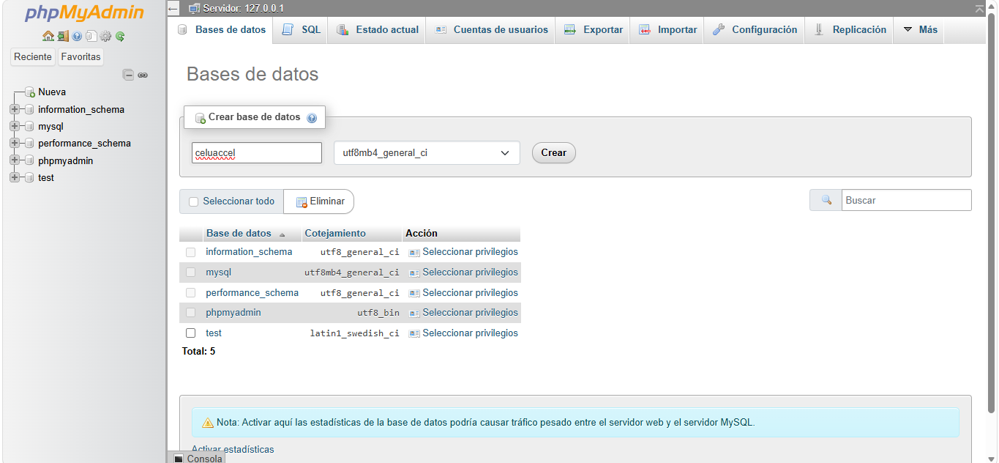 phpMyAdmin
Reciente Favoritas
Nueva
information_schema
mysql
performance_schema
phpmyadmin
test
Servidor: 127.0.0.1
Bases de datos SQL Estado actual Cuentas de usuarios Exportar Importar Configuración Replicación Más
Bases de datos
Crear base de datos
celuaccel utf8mb4_general_ci Crear
Seleccionar todo Eliminar Buscar
Base de datos Cotejamiento Acción
information_schema utf8_general_ci Seleccionar privilegios
mysql utf8mb4_general_ci Seleccionar privilegios
performance_schema utf8_general_ci Seleccionar privilegios
phpmyadmin utf8_bin Seleccionar privilegios
test latin1_swedish_ci Seleccionar privilegios
Total: 5
Nota: Activar aquí las estadísticas de la base de datos podría causar tráfico pesado entre el servidor web y el servidor MySQL.
Activar estadísticas
Consola